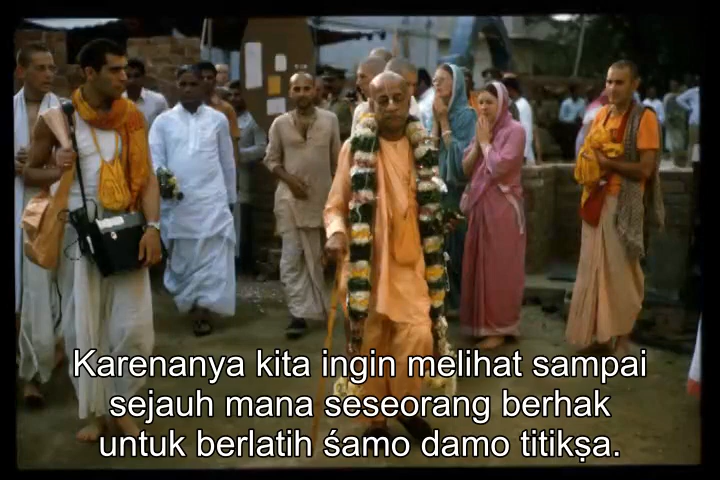 Karenanya kita ingin melihat sampai
sejauh mana seseorang berhak
untuk berlatih śamo damo titikṣa.